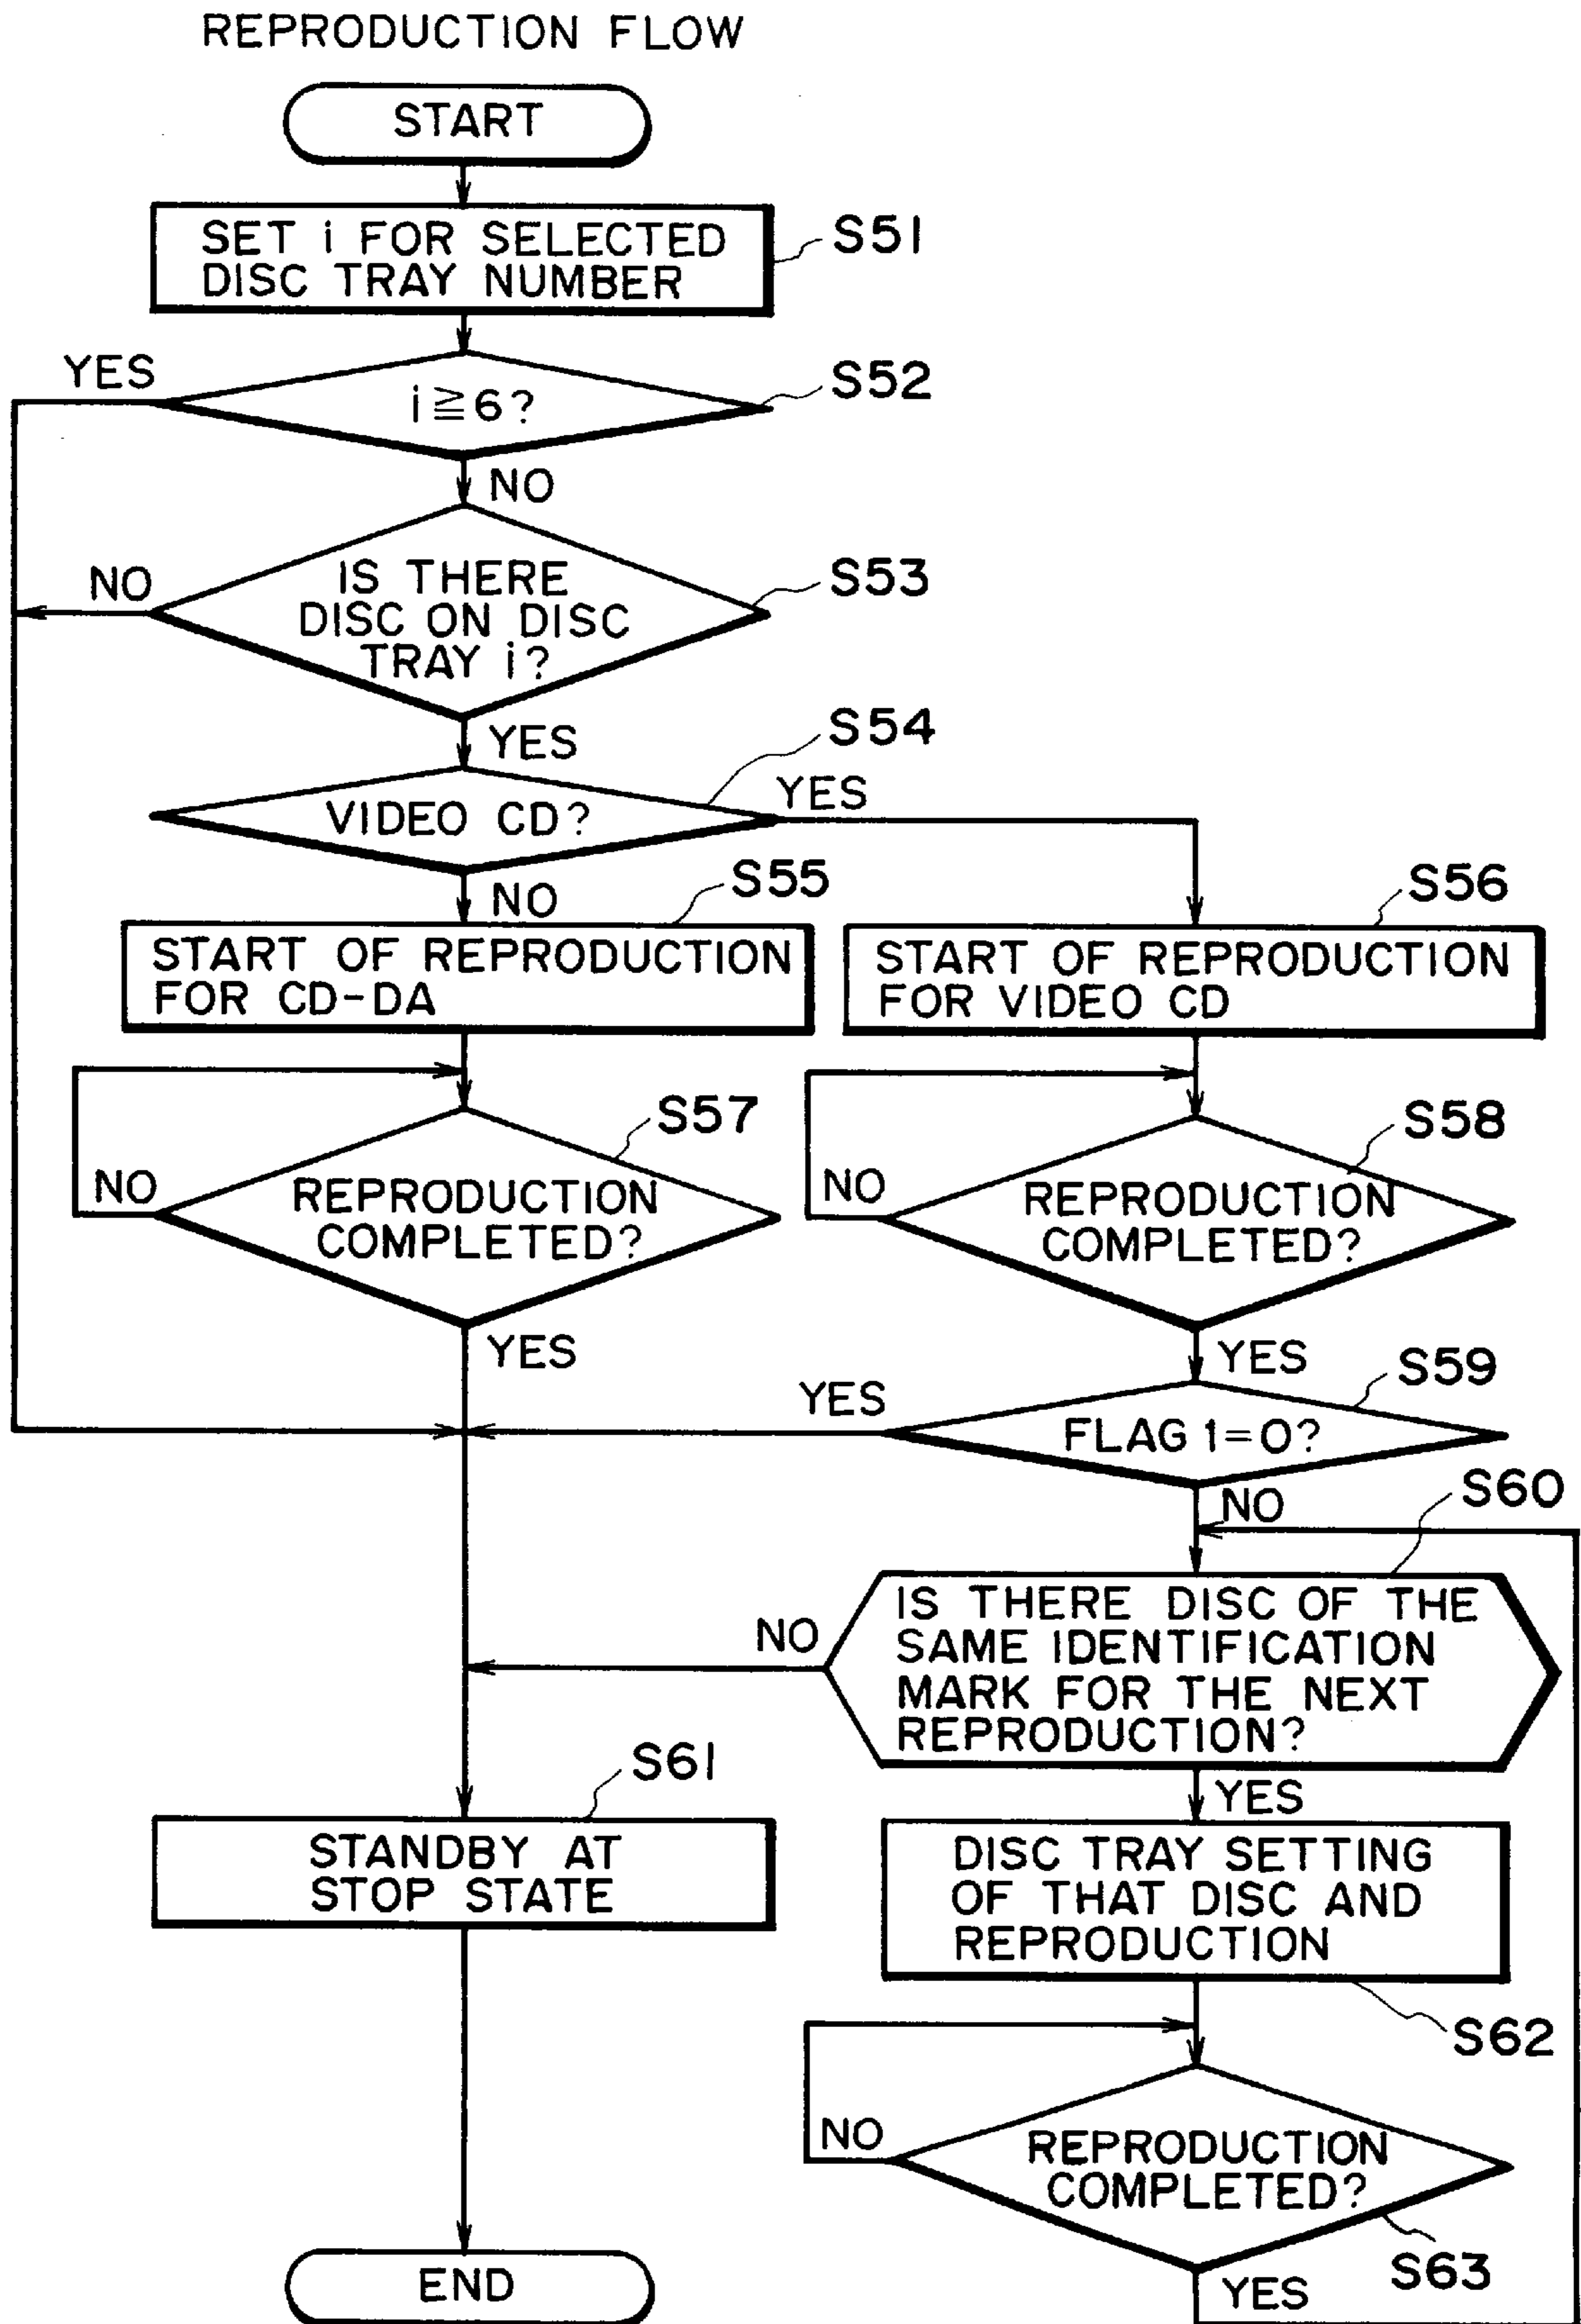 REPRODUCTION FLOW
START
SET i FOR SELECTED
DISC TRAY NUMBER
S51
YES
i≧6?
S52
NO
IS THERE
DISC ON DISC
TRAY i?
S53
NO
YES
S54
VIDEO CD?
YES
NO
S55
START OF REPRODUCTION
FOR CD-DA
S56
START OF REPRODUCTION
FOR VIDEO CD
S57
NO
REPRODUCTION
COMPLETED?
YES
S58
NO
REPRODUCTION
COMPLETED?
YES
S59
YES
FLAG 1=0?
NO
S60
NO
IS THERE DISC OF THE
SAME IDENTIFICATION
MARK FOR THE NEXT
REPRODUCTION?
YES
S61
STANDBY AT
STOP STATE
DISC TRAY SETTING
OF THAT DISC AND
REPRODUCTION
S62
NO
REPRODUCTION
COMPLETED?
S63
YES
END